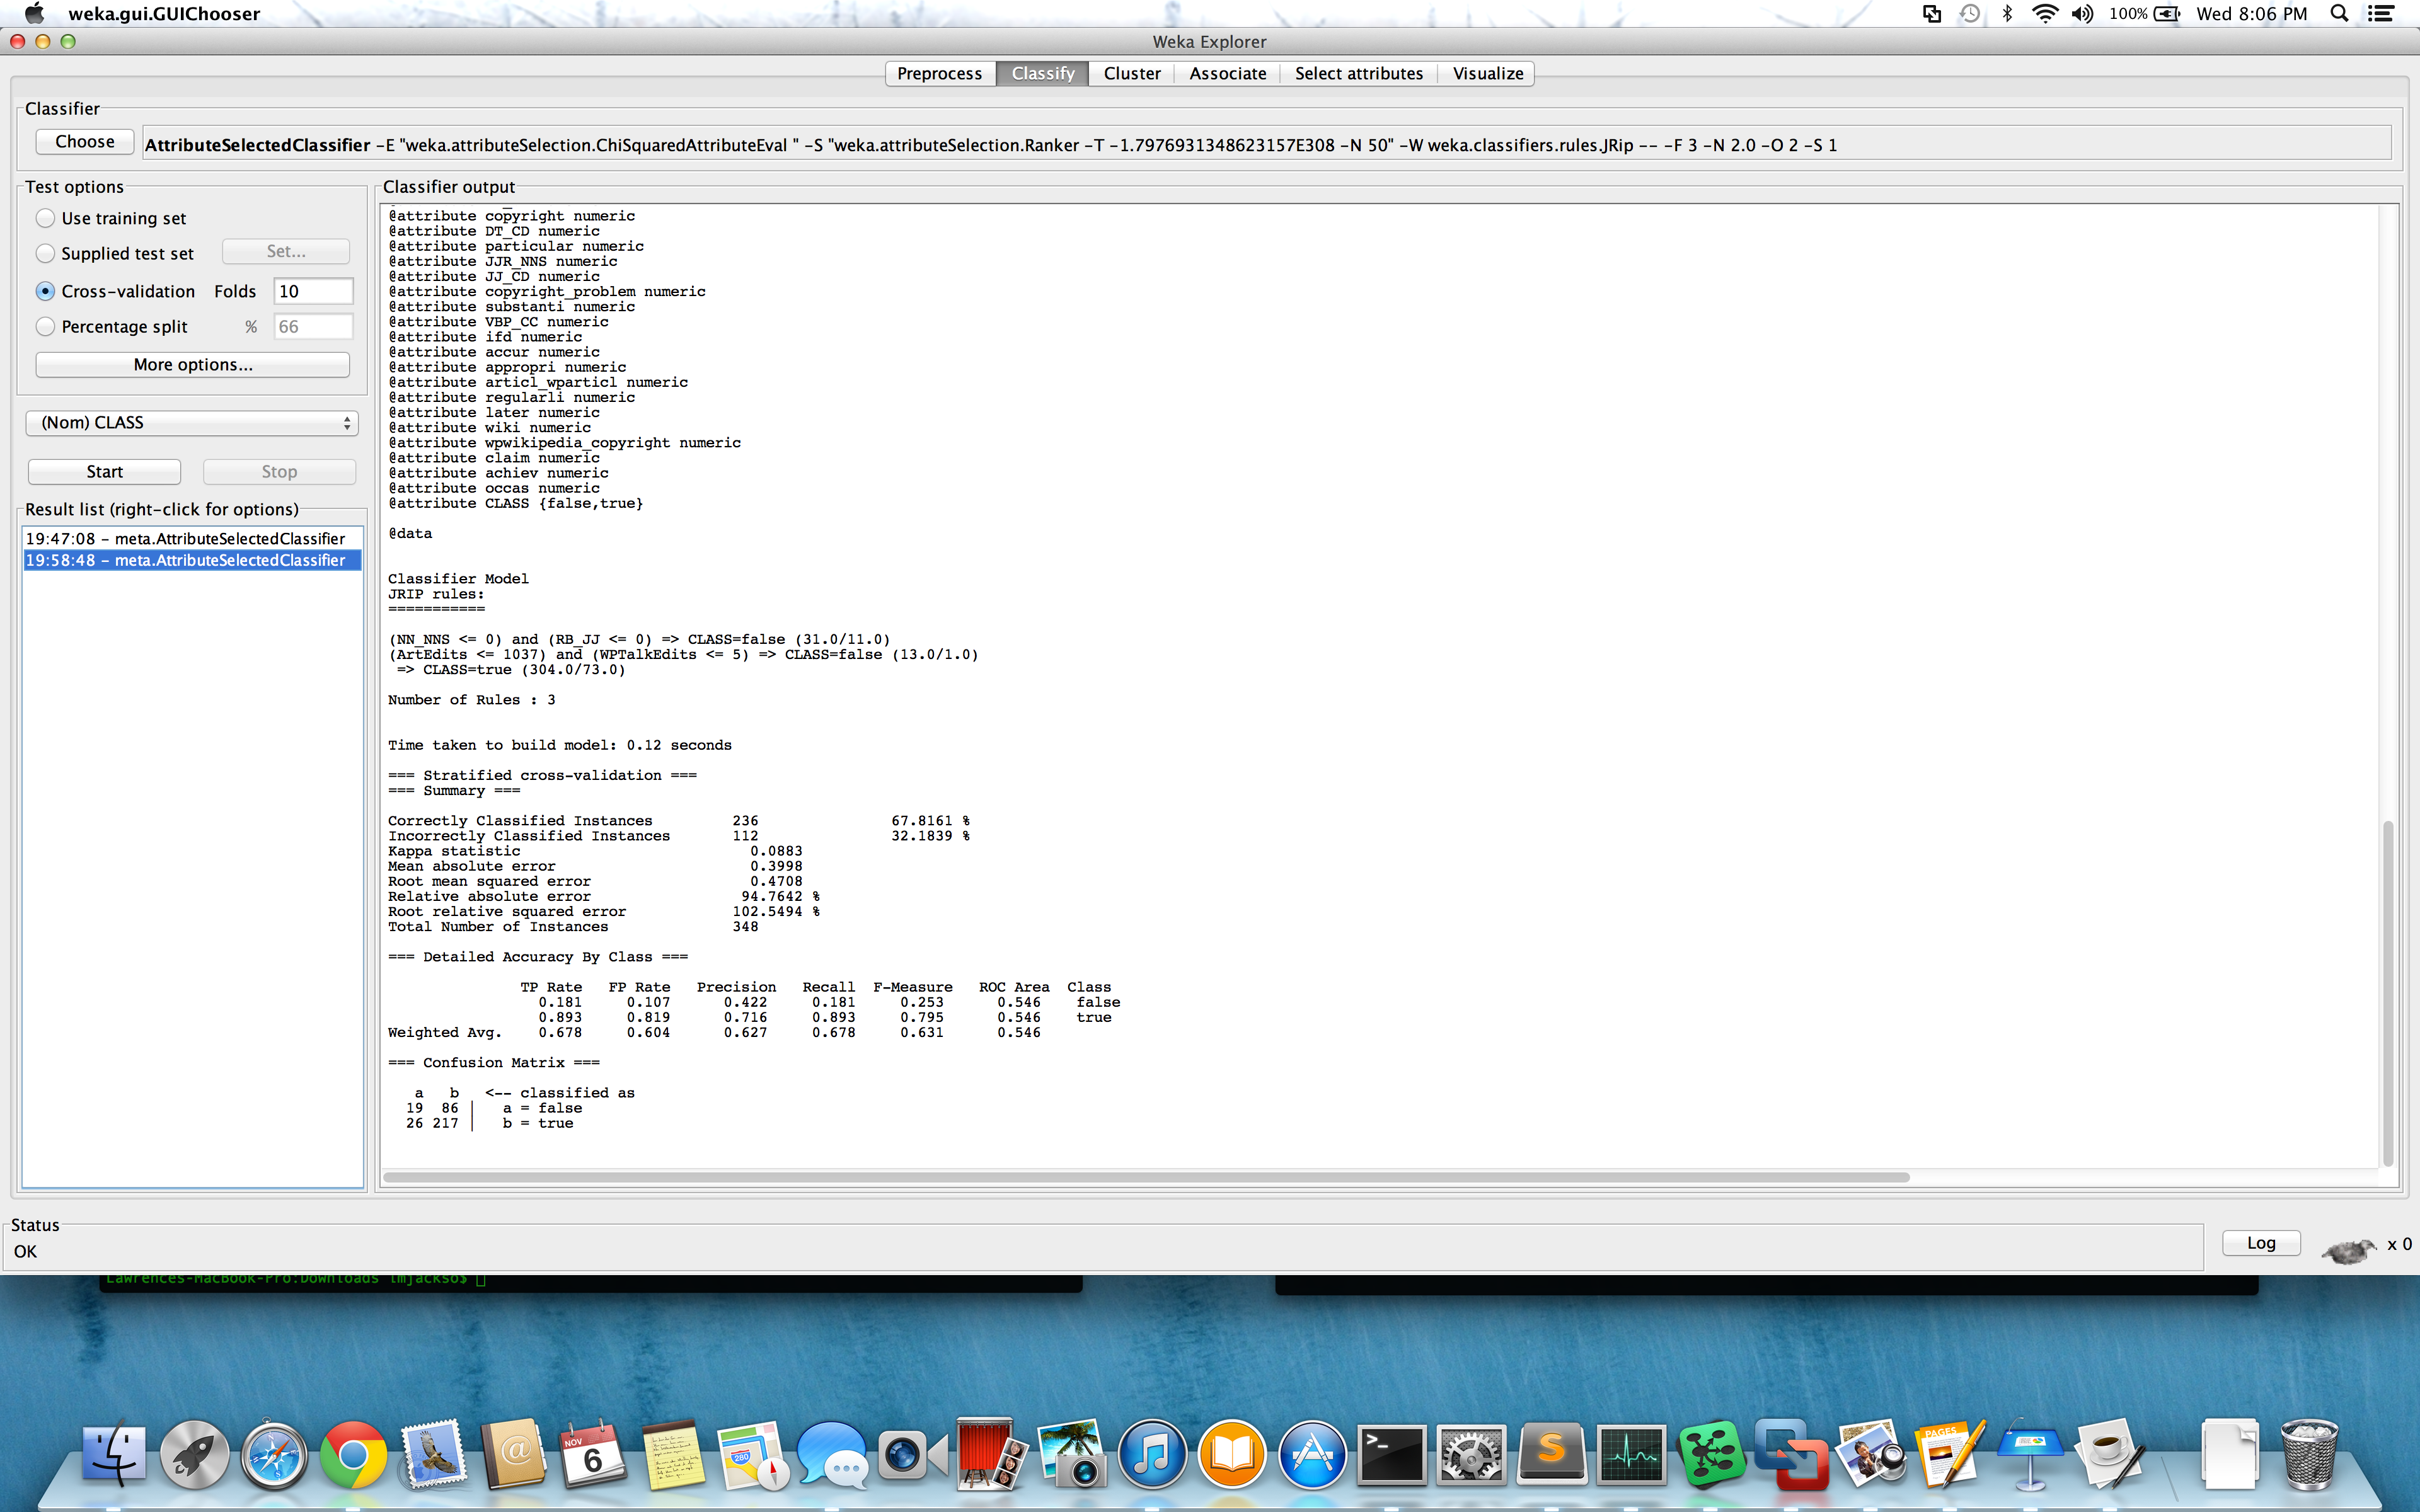 weka.gui.GUIChooser 100% Wed 8:06 PM
Weka Explorer
Preprocess Classify Cluster Associate Select attributes Visualize
Classifier
Choose AttributeSelectedClassifier -E "weka.attributeSelection.ChiSquaredAttributeEval " -S "weka.attributeSelection.Ranker -T -1.7976931348623157E308 -N 50" -W weka.classifiers.rules.JRip -- -F 3 -N 2.0 -O 2 -S 1
Test options
Use training set
Supplied test set Set...
Cross-validation Folds 10
Percentage split % 66
More options...
(Nom) CLASS
Start Stop
Result list (right-click for options)
19:47:08 - meta.AttributeSelectedClassifier
19:58:48 - meta.AttributeSelectedClassifier
Classifier output
@attribute copyright numeric
@attribute DT_CD numeric
@attribute particular numeric
@attribute JJR_NNS numeric
@attribute JJ_CD numeric
@attribute copyright_problem numeric
@attribute substanti numeric
@attribute VBP_CC numeric
@attribute ifd numeric
@attribute accur numeric
@attribute appropri numeric
@attribute articl_wparticl numeric
@attribute regularli numeric
@attribute later numeric
@attribute wiki numeric
@attribute wpwikipedia_copyright numeric
@attribute claim numeric
@attribute achiev numeric
@attribute occas numeric
@attribute CLASS {false,true}
@data
Classifier Model
JRIP rules:
===========
(NN_NNS <= 0) and (RB_JJ <= 0) => CLASS=false (31.0/11.0)
(ArtEdits <= 1037) and (WPTalkEdits <= 5) => CLASS=false (13.0/1.0)
=> CLASS=true (304.0/73.0)
Number of Rules : 3
Time taken to build model: 0.12 seconds
=== Stratified cross-validation ===
=== Summary ===
Correctly Classified Instances 236 67.8161 %
Incorrectly Classified Instances 112 32.1839 %
Kappa statistic 0.0883
Mean absolute error 0.3998
Root mean squared error 0.4708
Relative absolute error 94.7642 %
Root relative squared error 102.5494 %
Total Number of Instances 348
=== Detailed Accuracy By Class ===
TP Rate FP Rate Precision Recall F-Measure ROC Area Class
0.181 0.107 0.422 0.181 0.253 0.546 false
0.893 0.819 0.716 0.893 0.795 0.546 true
Weighted Avg. 0.678 0.604 0.627 0.678 0.631 0.546
=== Confusion Matrix ===
a b <-- classified as
19 86 | a = false
26 217 | b = true
Status
OK
Log x 0
Lawrences-MacBook-Pro:Downloads lmjackso$
NOV
6
280
PAGES